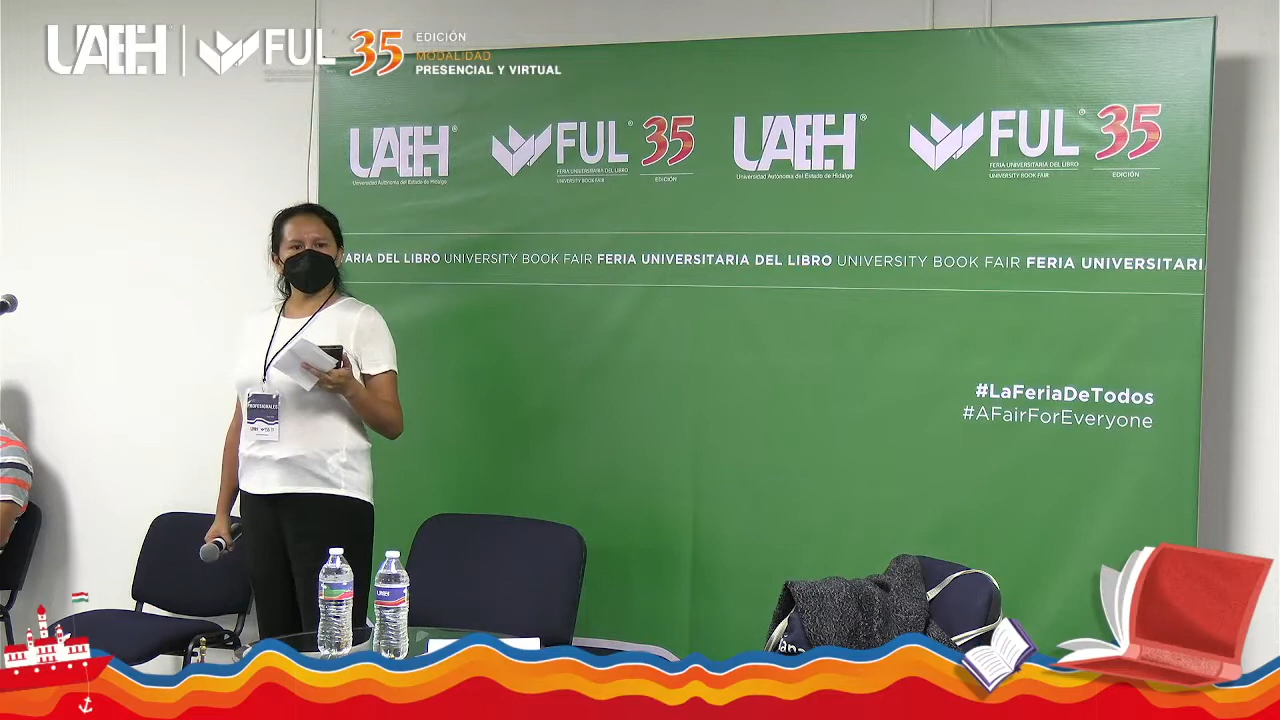 UAEH FUL 35 EDICIÓN
MODALIDAD
PRESENCIAL Y VIRTUAL
UAEH
Universidad Autónoma del Estado de Hidalgo
FUL
FERIA UNIVERSITARIA DEL LIBRO
UNIVERSITY BOOK FAIR
35
EDICIÓN
UAEH
Universidad Autónoma del Estado de Hidalgo
FUL
FERIA UNIVERSITARIA DEL LIBRO
UNIVERSITY BOOK FAIR
35
EDICIÓN
TARIA DEL LIBRO UNIVERSITY BOOK FAIR FERIA UNIVERSITARIA DEL LIBRO UNIVERSITY BOOK FAIR FERIA UNIVERSITARI
#LaFeriaDeTodos
#AFairForEveryone
PROFESIONALES
UAEH